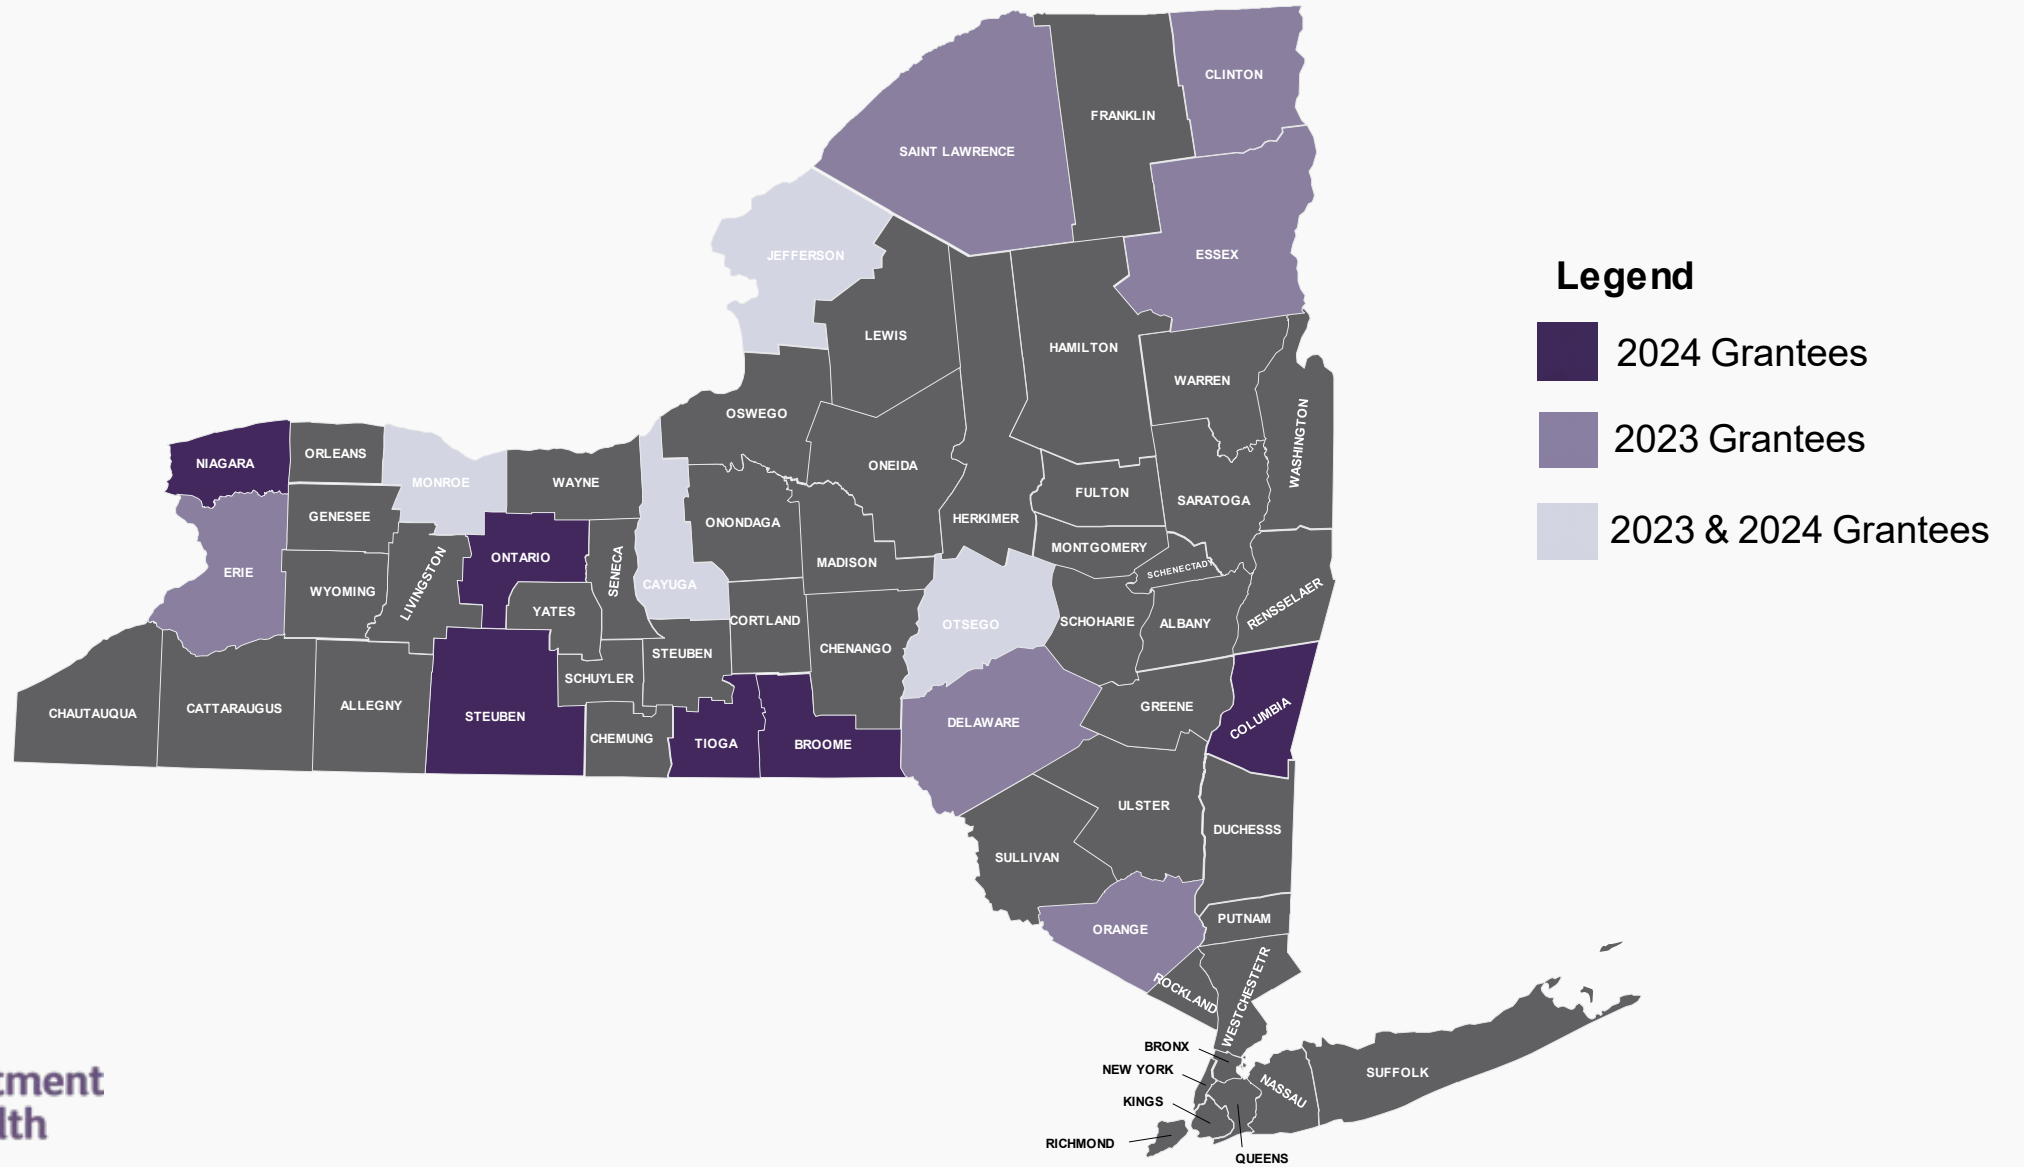 CLINTON
FRANKLIN
SAINT LAWRENCE
JEFFERSON
ESSEX
LEWIS
HAMILTON
WARREN
OSWEGO
WASHINGTON
NIAGARA
ORLEANS
MONROE
WAYNE
ONEIDA
FULTON
SARATOGA
GENESEE
ONONDAGA
HERKIMER
MONTGOMERY
ONTARIO
SENECA
MADISON
SCHENECTADY
ERIE
WYOMING
LIVINGSTON
CAYUGA
YATES
CORTLAND
OTSEGO
SCHOHARIE
ALBANY
RENSSELAER
CHENANGO
STEUBEN
SCHUYLER
CHAUTAUQUA
CATTARAUGUS
ALLEGNY
STEUBEN
CHEMUNG
TIOGA
BROOME
DELAWARE
GREENE
COLUMBIA
ULSTER
DUCHESSS
SULLIVAN
PUTNAM
ORANGE
ROCKLAND
WESTCHESTETR
BRONX
NEW YORK
KINGS
RICHMOND
QUEENS
NASSAU
SUFFOLK
Legend
2024 Grantees
2023 Grantees
2023 & 2024 Grantees
tment
lth